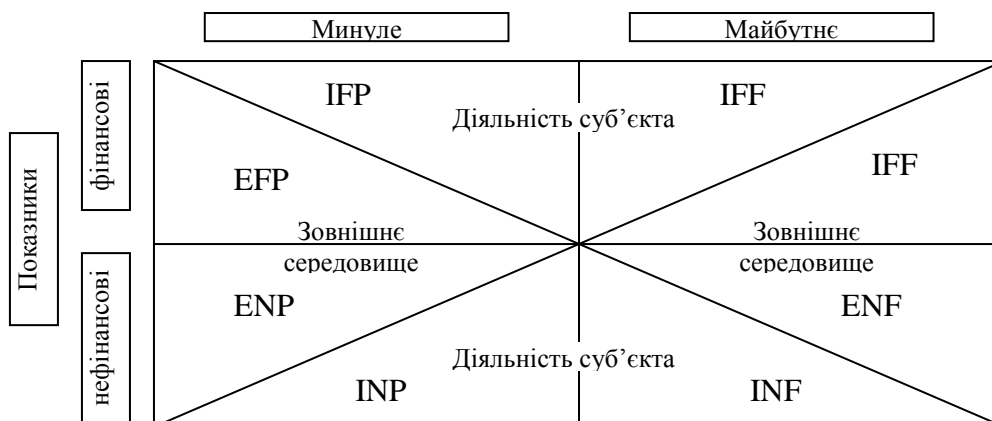 Минуле
Майбутнє
Показники
фінансові
нефінансові
IFP
IFF
Діяльність суб’єкта
EFP
IFF
Зовнішнє
середовище
Зовнішнє
середовище
ENP
ENF
Діяльність суб’єкта
INP
INF